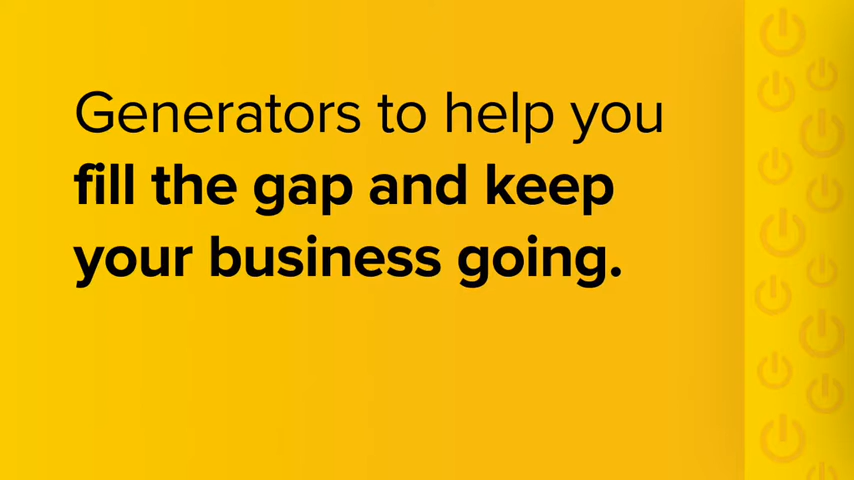 Generators to help you
fill the gap and keep
your business going.